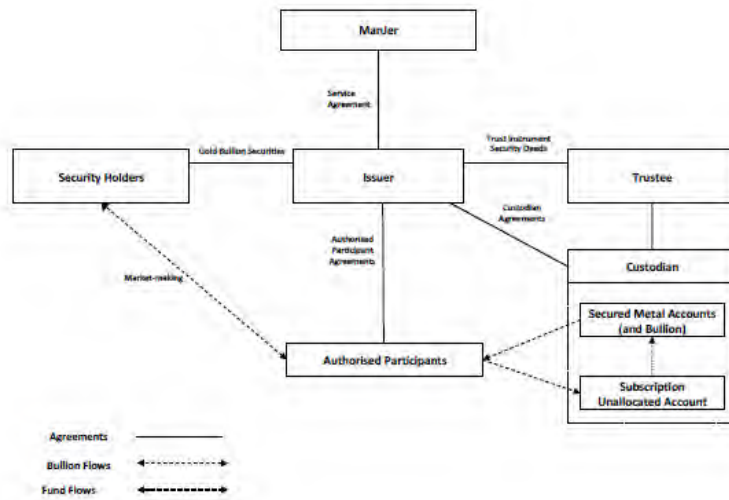 ManJer
Service
Agreement
Gold Bullion Securities
Trust Instrument
Security Deeds
Security Holders
Issuer
Trustee
Custodian
Agreements
Authorised
Participant
Agreements
Market-making
Custodian
Secured Metal Accounts
(and Bullion)
Authorised Participants
Subscription
Unallocated Account
Agreements
Bullion Flows
Fund Flows